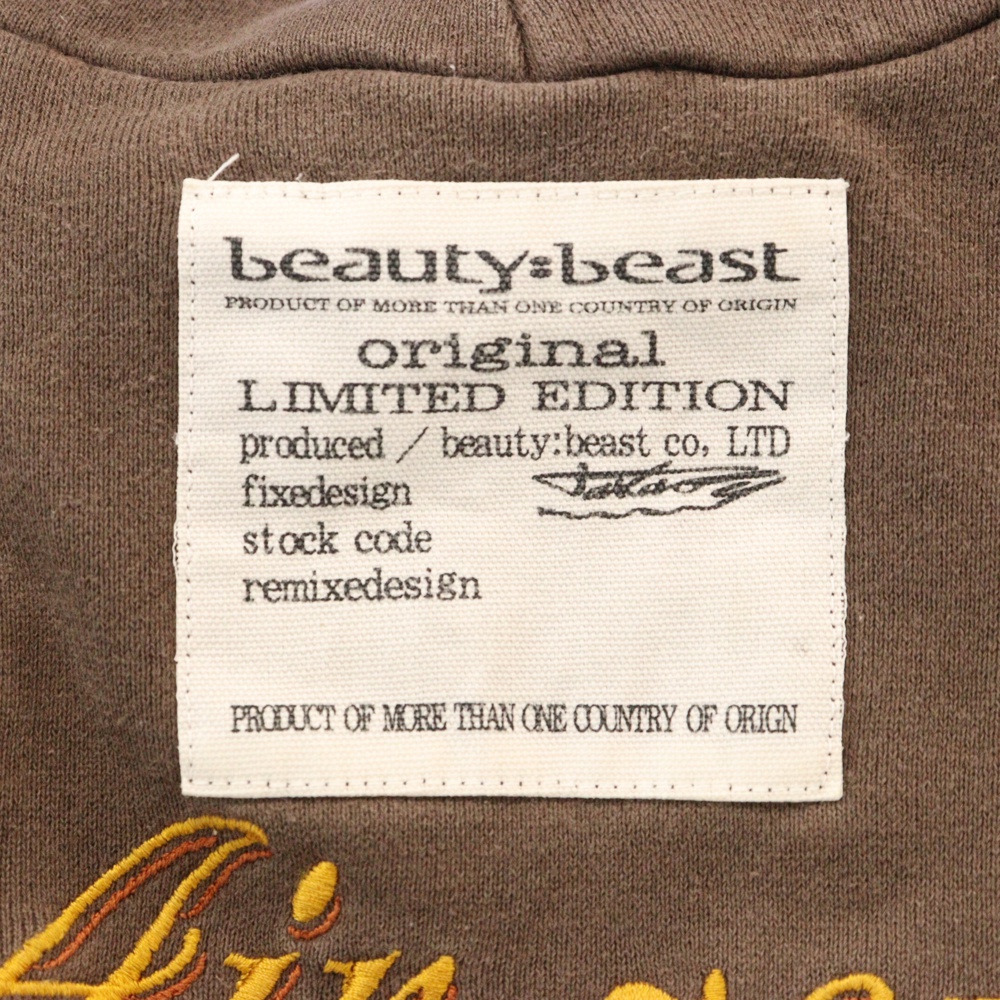 beauty:beast
PRODUCT OF MORE THAN ONE COUNTRY OF ORIGIN
original
LIMITED EDITION
produced / beauty:beast co, LTD
fixedesign
stock code
remixedesign
PRODUCT OF MORE THAN ONE COUNTRY OF ORIGN